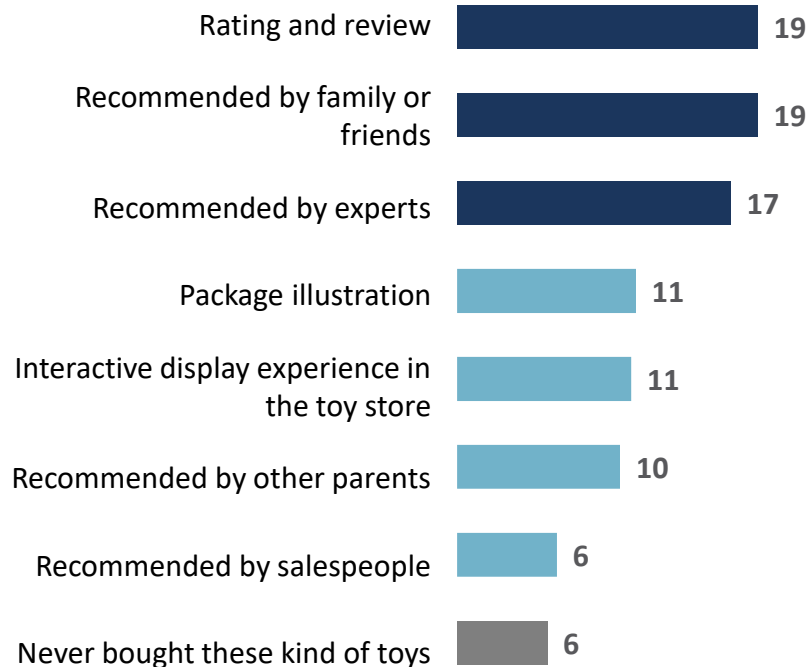 Rating and review 19
Recommended by family or
friends 19
Recommended by experts 17
Package illustration 11
Interactive display experience in
the toy store 11
Recommended by other parents 10
Recommended by salespeople 6
Never bought these kind of toys 6